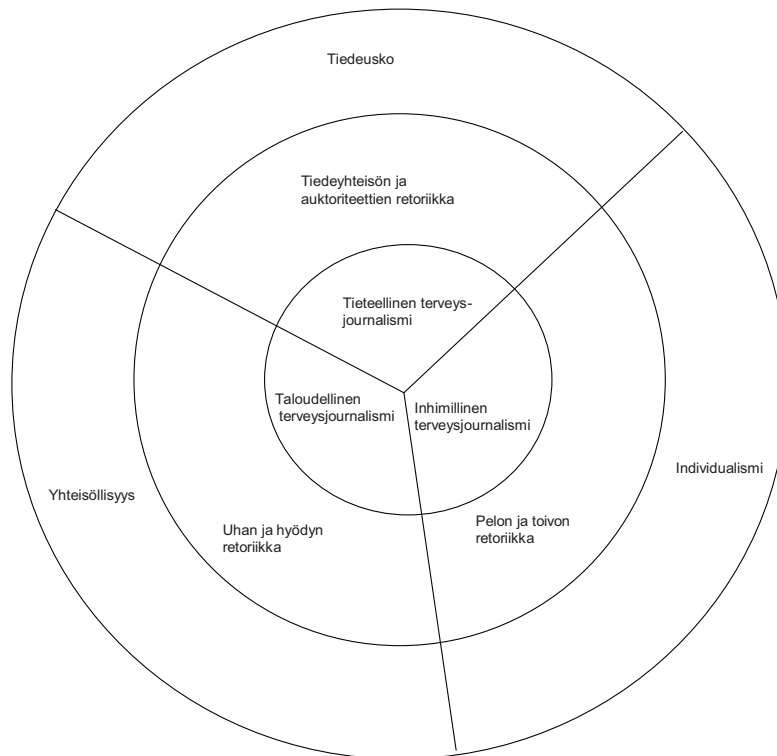 Tiedeusko
Tiedeyhteisön ja
auktoriteettien retoriikka
Tieteellinen terveys-
journalismi
Taloudellinen
terveysjournalismi
Inhimillinen
terveysjournalismi
Individualismi
Yhteisöllisyys
Uhan ja hyödyn
retoriikka
Pelon ja toivon
retoriikka